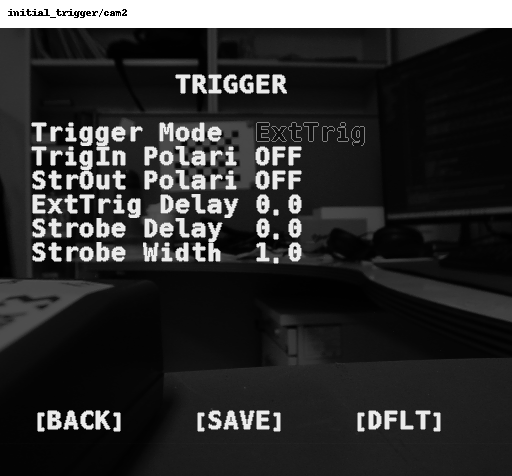 initial_trigger/cam2
TRIGGER
Trigger Mode ExtTrig
TrigIn Polari OFF
StrOut Polari OFF
ExtTrig Delay 0.0
Strobe Delay 0.0
Strobe Width 1.0
[BACK] [SAVE] [DFLT]